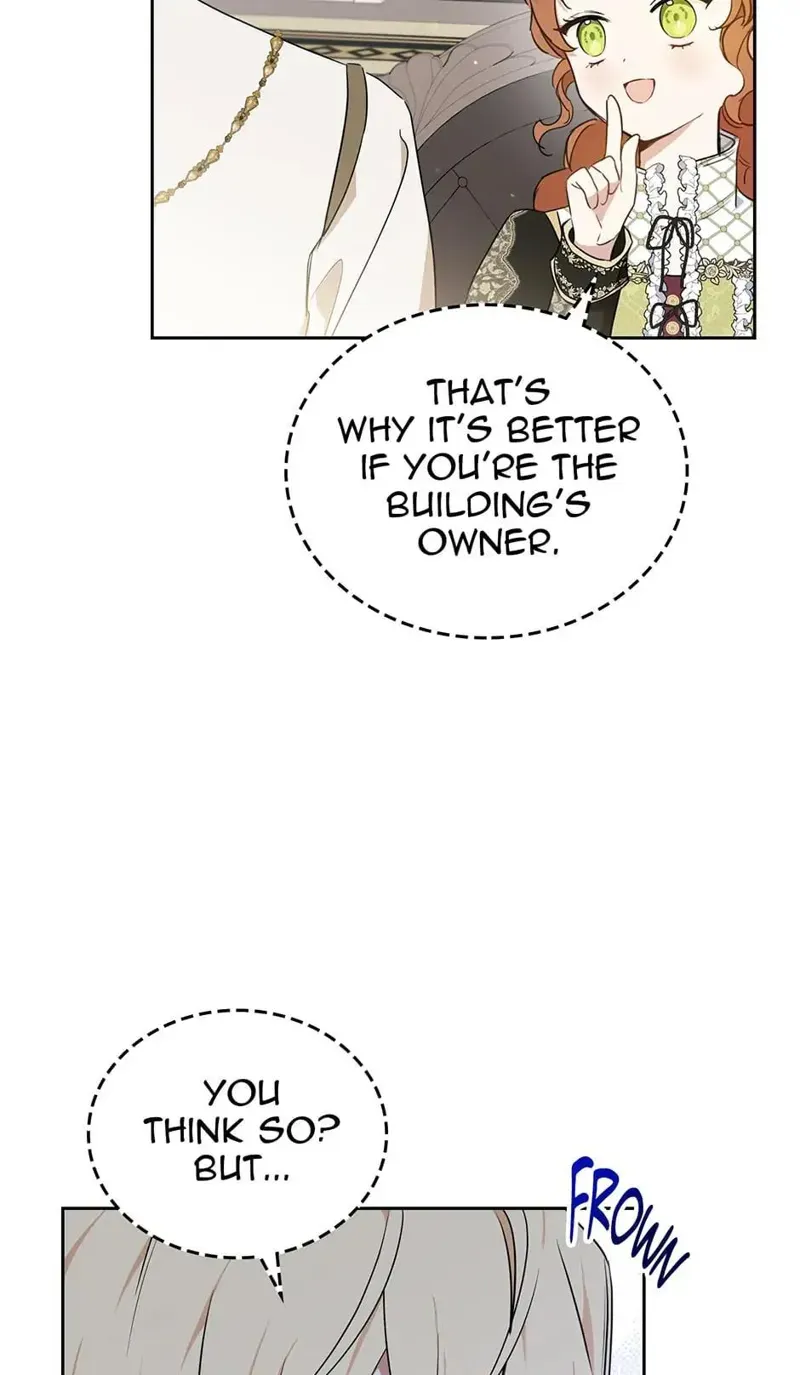 THAT'S
WHY IT'S BETTER
IF YOU'RE THE
BUILDING'S
OWNER.
YOU
THINK SO?
BUT...
FROWN